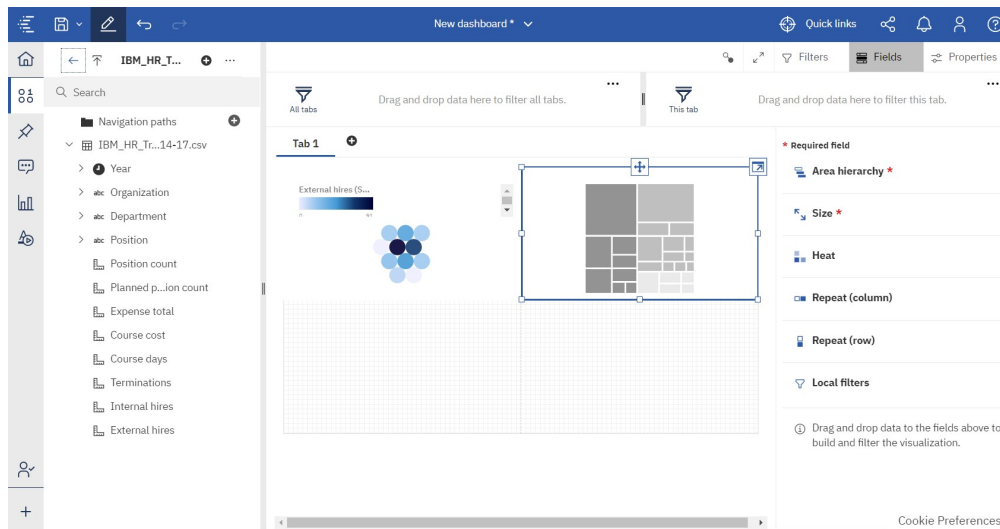 New dashboard *
Quick links
IBM_HR_T...
Filters
Fields
Properties
Search
All tabs
Drag and drop data here to filter all tabs.
This tab
Drag and drop data here to filter this tab.
Navigation paths
IBM_HR_Tr...14-17.csv
Year
abc Organization
abc Department
abc Position
Position count
Planned p...ion count
Expense total
Course cost
Course days
Terminations
Internal hires
External hires
Tab 1
External hires (S...
* Required field
Area hierarchy *
Size *
Heat
Repeat (column)
Repeat (row)
Local filters
Drag and drop data to the fields above to
build and filter the visualization.
Cookie Preferences